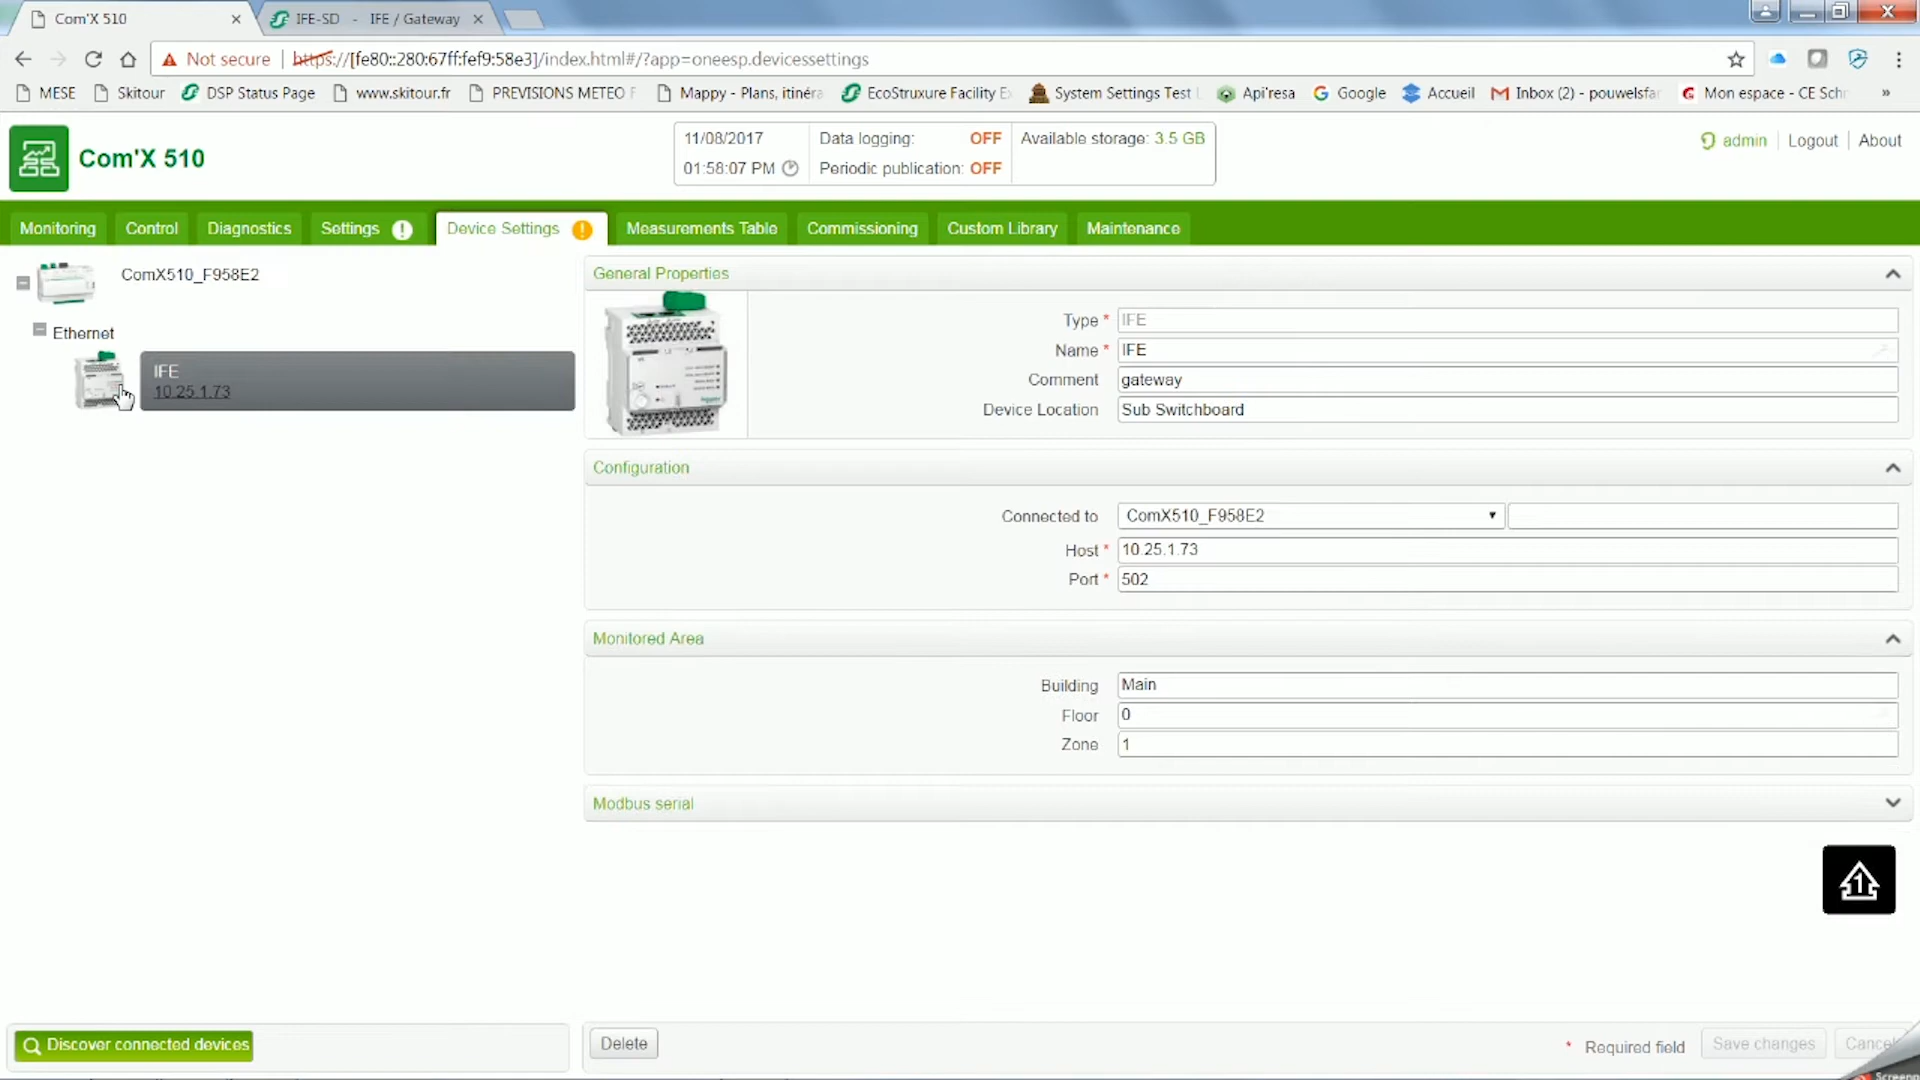 Com'X 510
IFE-SD - IFE / Gateway
Not secure https://[fe80::280:67ff:fef9:58e3]/index.html#/?app=oneesp.devicessettings
MESE Skitour DSP Status Page www.skitour.fr PREVISIONS METEO F Mappy - Plans, itinéra EcoStruxure Facility E System Settings Test Api'resa Google Accueil Inbox (2) - pouwelsfa Mon espace - CE Sch »
Com'X 510
11/08/2017 Data logging: OFF Available storage: 3.5 GB
01:58:07 PM Periodic publication: OFF
admin Logout About
Monitoring Control Diagnostics Settings ! Device Settings ! Measurements Table Commissioning Custom Library Maintenance
ComX510_F958E2
Ethernet
IFE
10.25.1.73
General Properties
Type * IFE
Name * IFE
Comment gateway
Device Location Sub Switchboard
Configuration
Connected to ComX510_F958E2
Host * 10.25.1.73
Port * 502
Monitored Area
Building Main
Floor 0
Zone 1
Modbus serial
1
Discover connected devices
Delete
* Required field Save changes Cancel